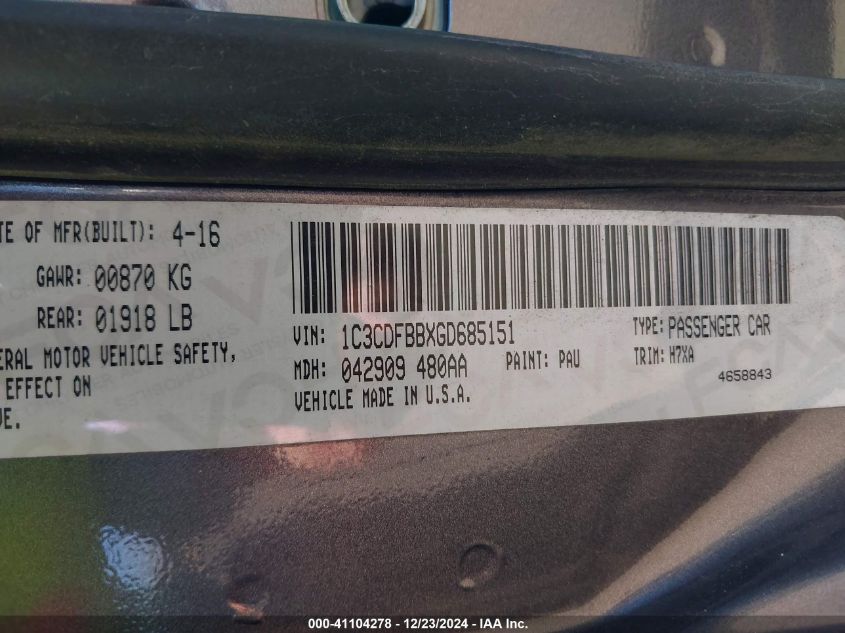 TE OF MFR(BUILT): 4-16
GAWR: 00870 KG
REAR: 01918 LB
ERAL MOTOR VEHICLE SAFETY,
EFFECT ON
VE.
VIN: 1C3CDFBBXGD685151
TYPE: PASSENGER CAR
MDH: 042909 480AA
PAINT: PAU
TRIM: H7XA
VEHICLE MADE IN U.S.A.
4658843
000-41104278 - 12/23/2024 - IAA Inc.